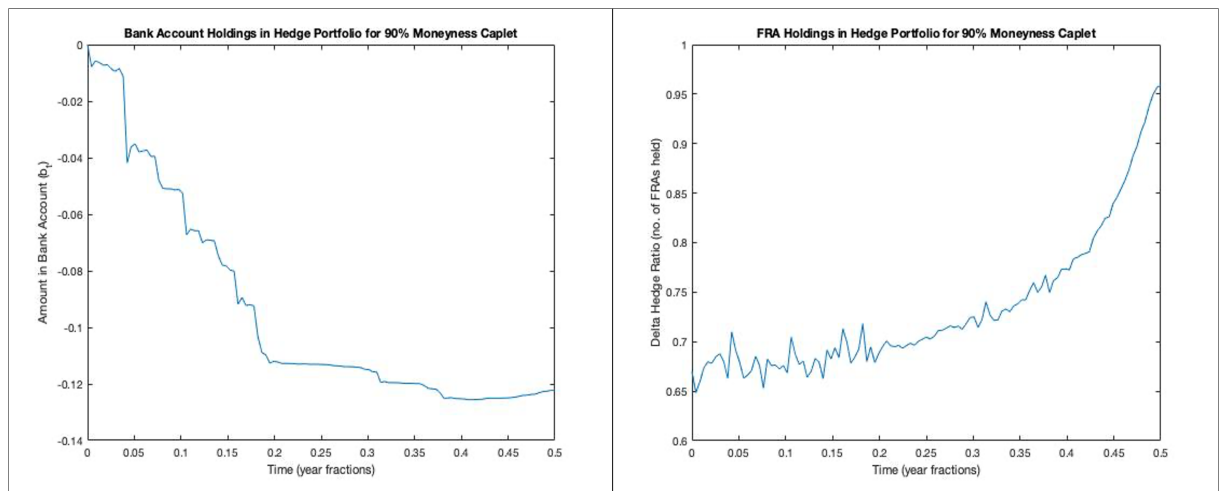 Bank Account Holdings in Hedge Portfolio for 90% Moneyness Caplet
0
-0.02
-0.04
-0.06
-0.08
-0.1
-0.12
-0.14
Amount in Bank Account (bt)
0 0.05 0.1 0.15 0.2 0.25 0.3 0.35 0.4 0.45 0.5
Time (year fractions)
FRA Holdings in Hedge Portfolio for 90% Moneyness Caplet
1
0.95
0.9
0.85
0.8
0.75
0.7
0.65
0.6
Delta Hedge Ratio (no. of FRAs held)
0 0.05 0.1 0.15 0.2 0.25 0.3 0.35 0.4 0.45 0.5
Time (year fractions)